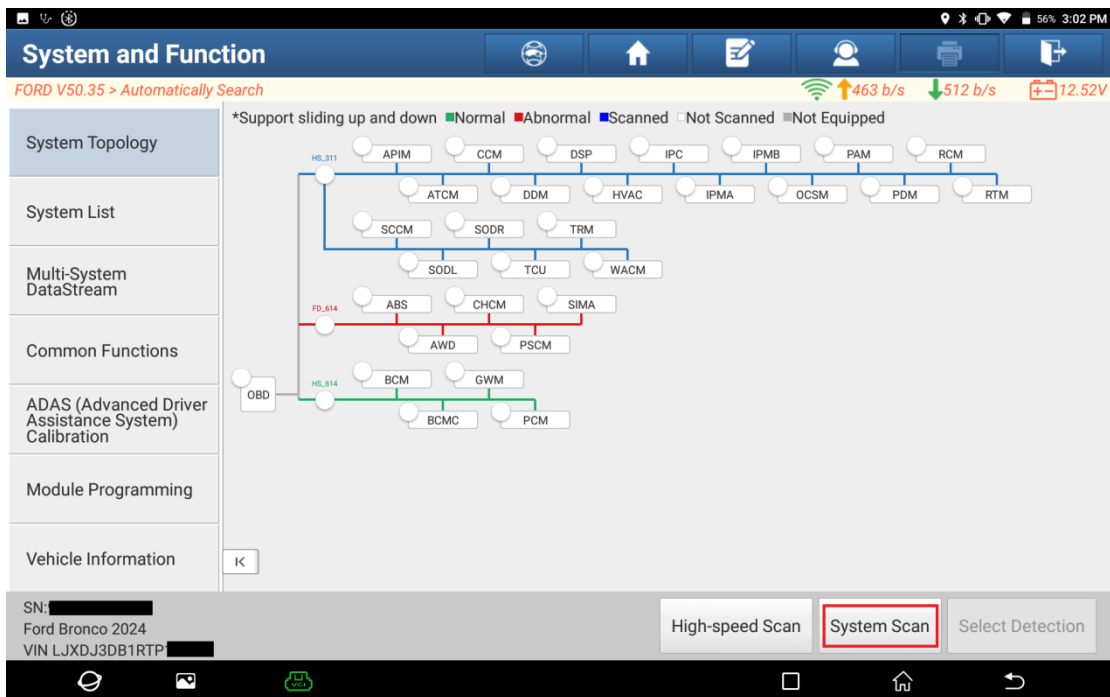 56% 3:02 PM
System and Function
FORD V50.35 > Automatically Search
463 b/s 512 b/s 12.52V
System Topology
System List
Multi-System
DataStream
Common Functions
ADAS (Advanced Driver
Assistance System)
Calibration
Module Programming
Vehicle Information
*Support sliding up and down Normal Abnormal Scanned Not Scanned Not Equipped
HS_311 APIM CCM DSP IPC IPMB PAM RCM
ATCM DDM HVAC IPMA OCSM PDM RTM
SCCM SODR TRM
SODL TCU WACM
FD_614 ABS CHCM SIMA
AWD PSCM
OBD HS_614 BCM GWM
BCMC PCM
SN:
Ford Bronco 2024
VIN LJXDJ3DB1RTP
High-speed Scan System Scan Select Detection
VCI